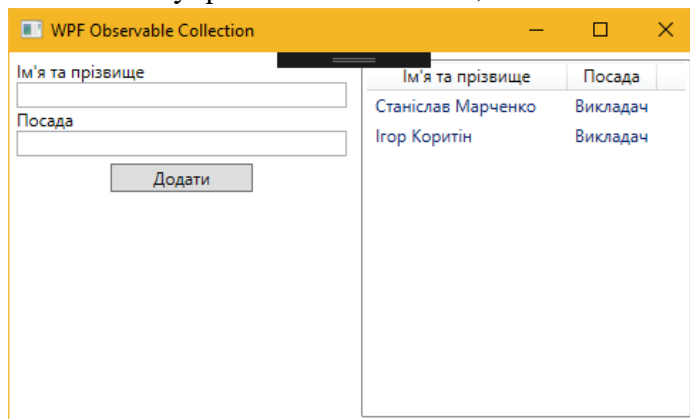 WPF Observable Collection
Ім'я та прізвище
Посада
Додати
Ім'я та прізвище Посада
Станіслав Марченко Викладач
Ігор Коритін Викладач